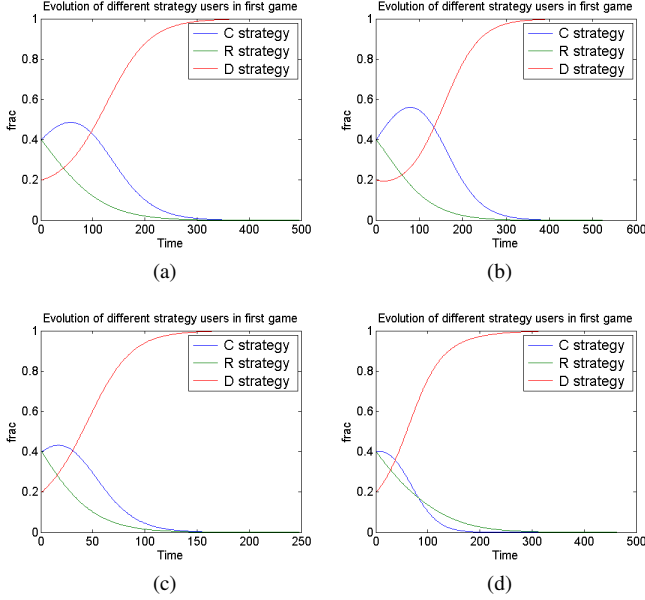 Evolution of different strategy users in first game
1
0.8
0.6
0.4
0.2
0
frac
C strategy
R strategy
D strategy
0 100 200 300 400 500
Time
(a)
Evolution of different strategy users in first game
1
0.8
0.6
0.4
0.2
0
frac
C strategy
R strategy
D strategy
0 100 200 300 400 500 600
Time
(b)
Evolution of different strategy users in first game
1
0.8
0.6
0.4
0.2
0
frac
C strategy
R strategy
D strategy
0 50 100 150 200 250
Time
(c)
Evolution of different strategy users in first game
1
0.8
0.6
0.4
0.2
0
frac
C strategy
R strategy
D strategy
0 100 200 300 400 500
Time
(d)